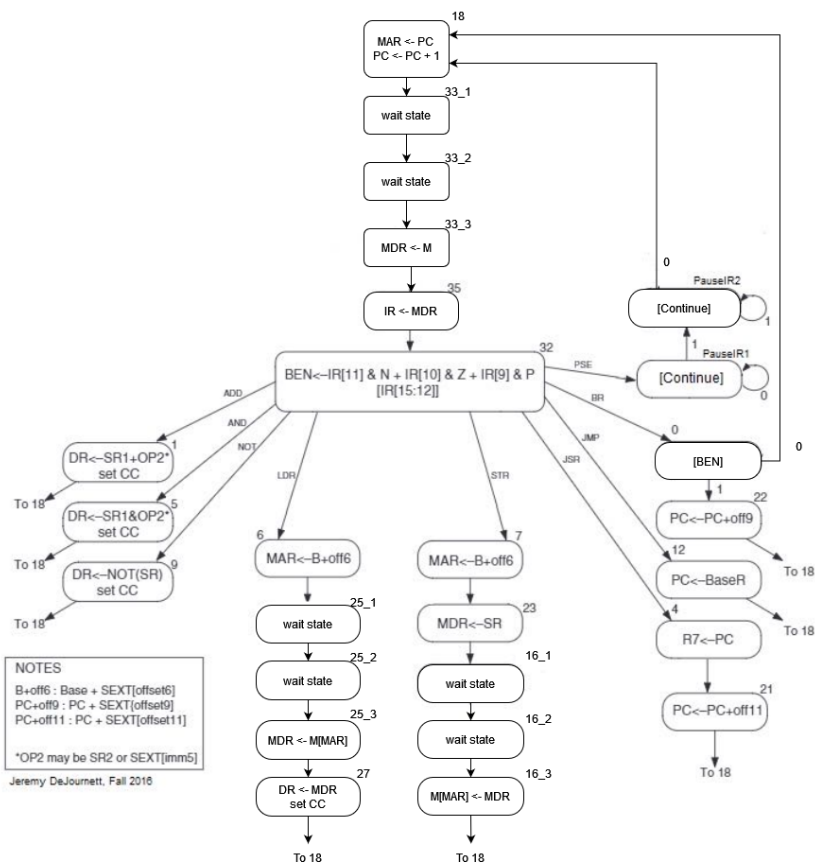 18
MAR <- PC
PC <- PC + 1
33_1
wait state
33_2
wait state
33_3
MDR <- M
35
IR <- MDR
32
BEN<–IR[11] & N + IR[10] & Z + IR[9] & P
[IR[15:12]]
0
PauseIR2
[Continue]
1
1
PauseIR1
[Continue]
0
PSE
BR
JMP
JSR
ADD
AND
NOT
LDR
STR
1
DR<–SR1+OP2*
set CC
To 18
5
DR<–SR1&OP2*
set CC
To 18
9
DR<–NOT(SR)
set CC
To 18
6
MAR<–B+off6
25_1
wait state
25_2
wait state
25_3
MDR <- M[MAR]
27
DR <- MDR
set CC
To 18
7
MAR<–B+off6
23
MDR<–SR
16_1
wait state
16_2
wait state
16_3
M[MAR] <- MDR
To 18
0
[BEN]
0
1
22
PC<–PC+off9
To 18
12
PC<–BaseR
To 18
4
R7<–PC
21
PC<–PC+off11
To 18
NOTES
B+off6 : Base + SEXT[offset6]
PC+off9 : PC + SEXT[offset9]
PC+off11 : PC + SEXT[offset11]
*OP2 may be SR2 or SEXT[imm5]
Jeremy DeJournett, Fall 2016